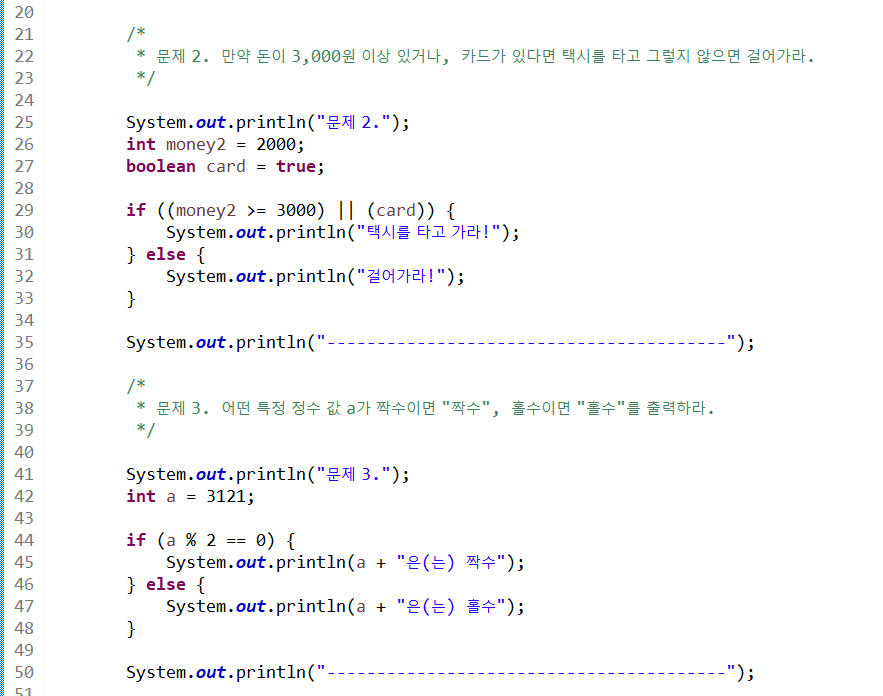 20
21 /*
22 * 문제 2. 만약 돈이 3,000원 이상 있거나, 카드가 있다면 택시를 타고 그렇지 않으면 걸어가라.
23 */
24
25 System.out.println("문제 2.");
26 int money2 = 2000;
27 boolean card = true;
28
29 if ((money2 >= 3000) || (card)) {
30 System.out.println("택시를 타고 가라!");
31 } else {
32 System.out.println("걸어가라!");
33 }
34
35 System.out.println("----------------------------------------");
36
37 /*
38 * 문제 3. 어떤 특정 정수 값 a가 짝수이면 "짝수", 홀수이면 "홀수"를 출력하라.
39 */
40
41 System.out.println("문제 3.");
42 int a = 3121;
43
44 if (a % 2 == 0) {
45 System.out.println(a + "은(는) 짝수");
46 } else {
47 System.out.println(a + "은(는) 홀수");
48 }
49
50 System.out.println("----------------------------------------");
51